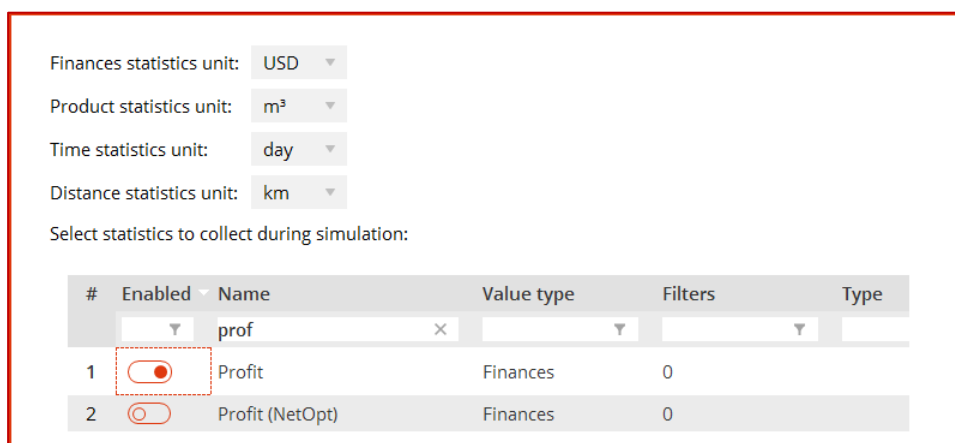 Finances statistics unit: USD
Product statistics unit: m³
Time statistics unit: day
Distance statistics unit: km
Select statistics to collect during simulation:
# Enabled Name Value type Filters Type
prof
1 Profit Finances 0
2 Profit (NetOpt) Finances 0